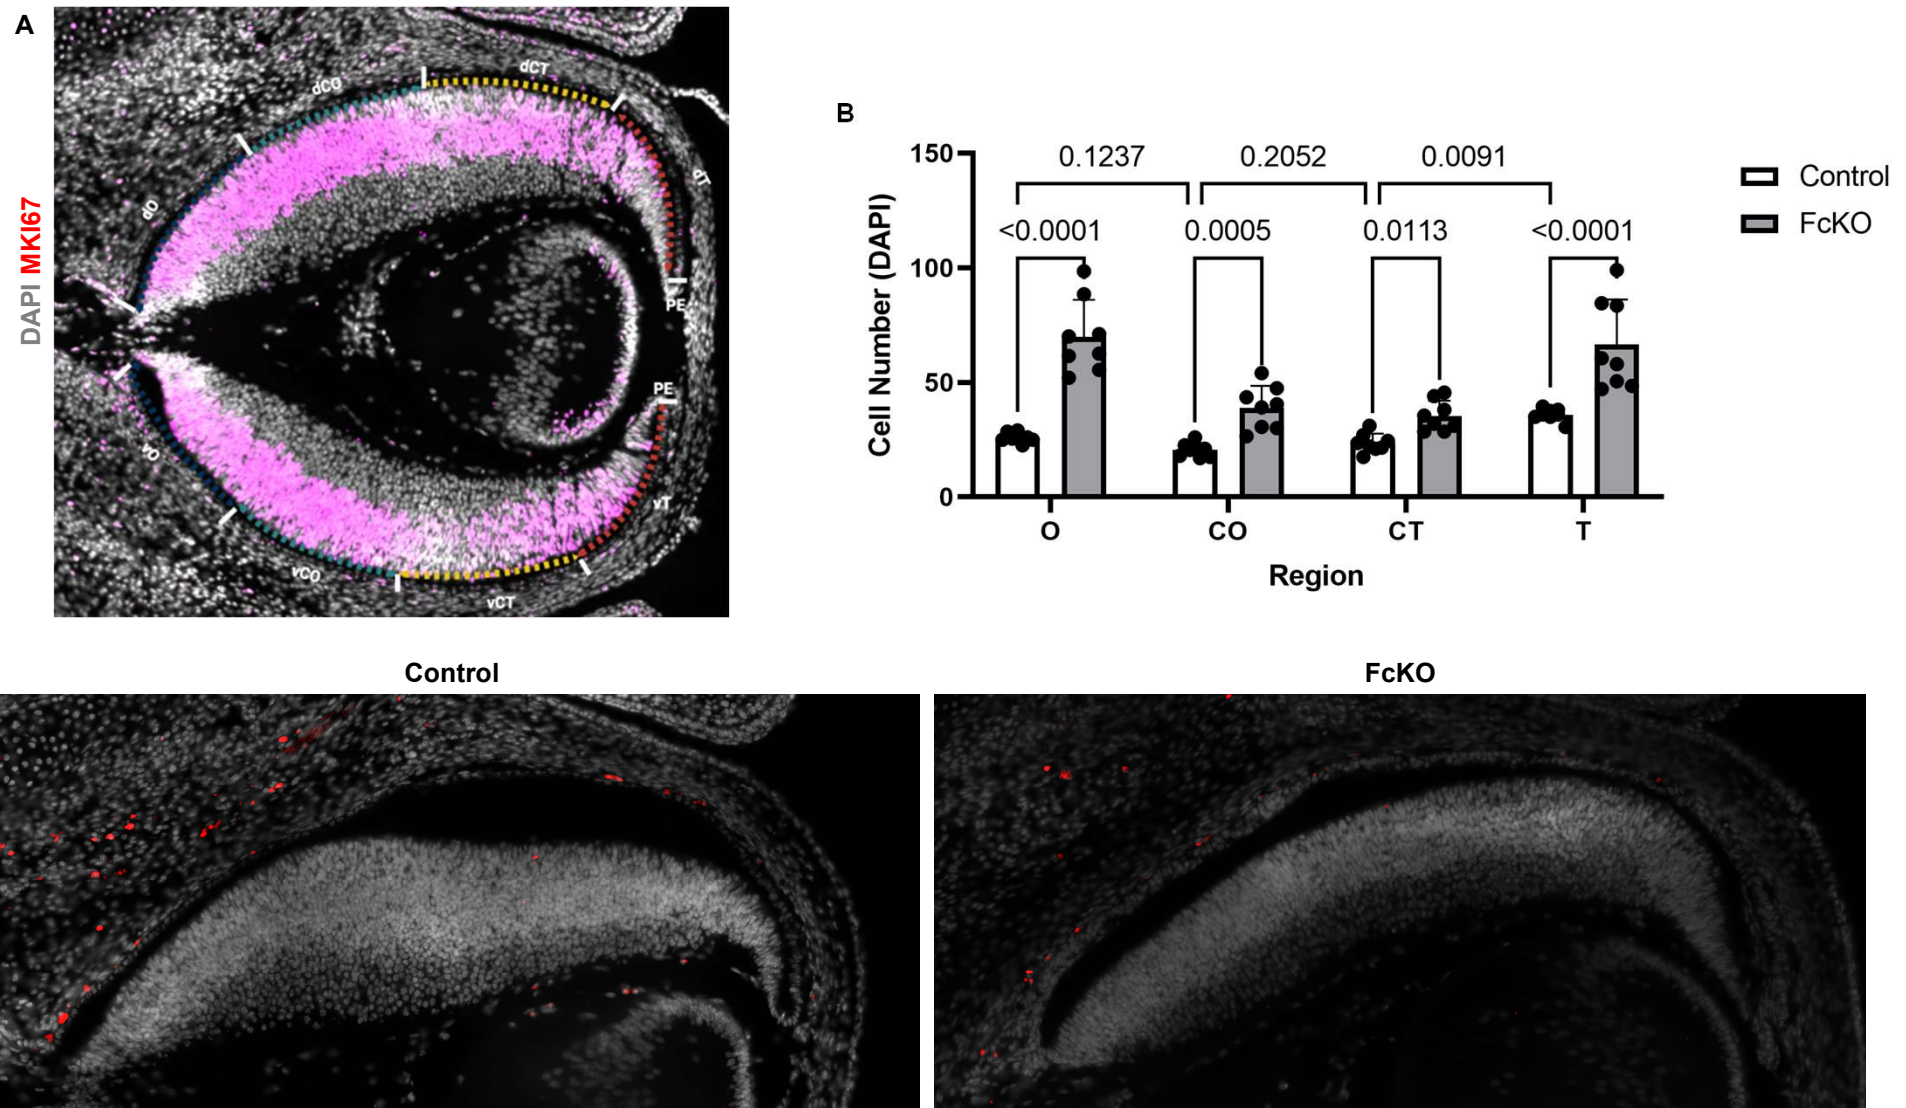 A
DAPI MKI67
dCO
dCT
dO
dT
PE
PE
vO
vT
vCO
vCT
B
Cell Number (DAPI)
150
100
50
0
0.1237
0.2052
0.0091
<0.0001
0.0005
0.0113
<0.0001
O
CO
CT
T
Region
Control
FcKO
Control
FcKO